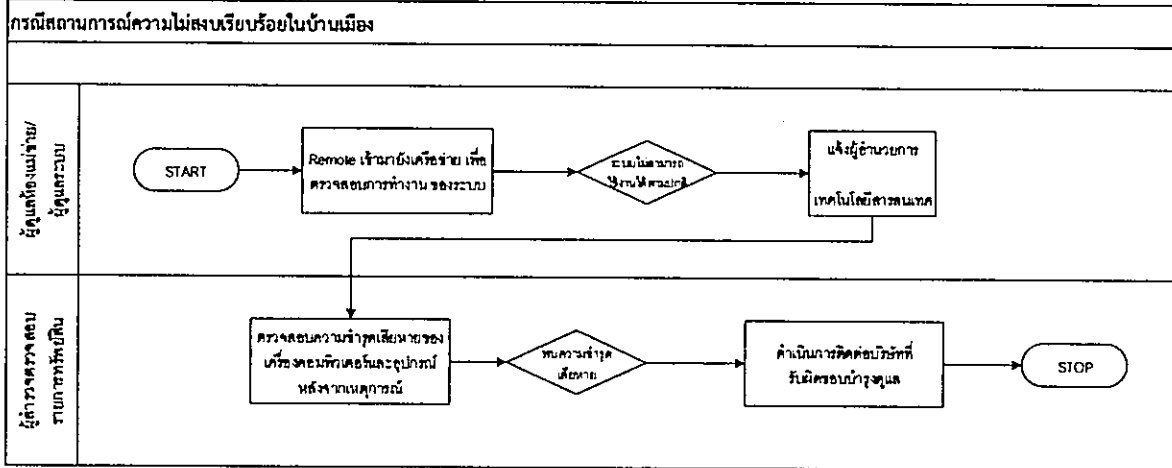 กรณีสถานการณ์ความไม่สงบเรียบร้อยในบ้านเมือง
ผู้ดูแลห้องแม่ข่าย/
ผู้ดูแลระบบ
START
Remote เข้ามายังเครือข่าย เพื่อ
ตรวจสอบการทำงาน ของระบบ
ระบบไม่สามารถ
ใช้งานได้ตามปกติ
แจ้งผู้อำนวยการ
เทคโนโลยีสารสนเทศ
ผู้สำรวจตรวจสอบ
รายการทรัพย์สิน
ตรวจสอบความชำรุดเสียหายของ
เครื่องคอมพิวเตอร์และอุปกรณ์
หลังจากเหตุการณ์
พบความชำรุด
เสียหาย
ดำเนินการติดต่อบริษัทที่
รับผิดชอบบำรุงดูแล
STOP